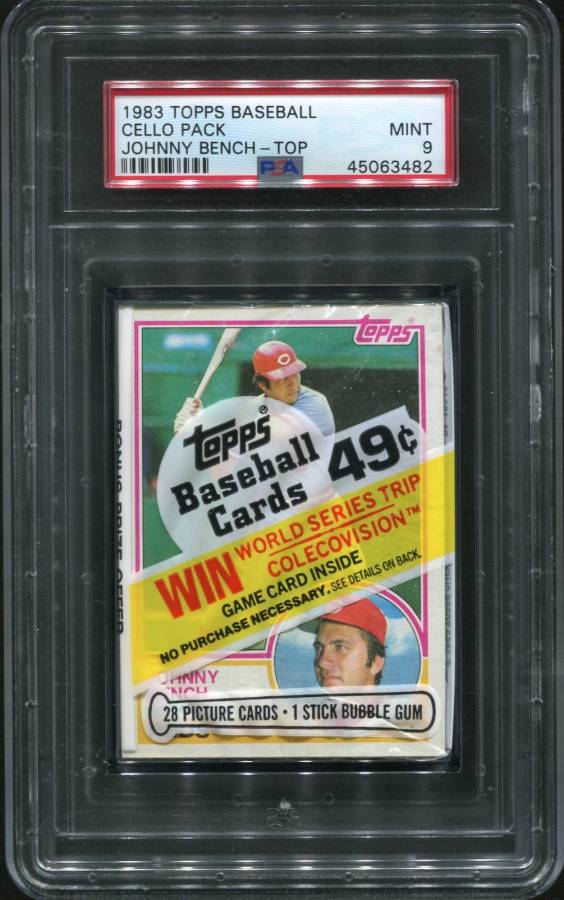 1983 TOPPS BASEBALL
CELLO PACK MINT
JOHNNY BENCH - TOP 9
PSA 45063482
topps®
topps®
Baseball
Cards 49¢
WIN WORLD SERIES TRIP
COLECOVISION™
GAME CARD INSIDE
NO PURCHASE NECESSARY. SEE DETAILS ON BACK.
BONUS PRIZE OFFER
OHNNY
ENCH
28 PICTURE CARDS • 1 STICK BUBBLE GUM